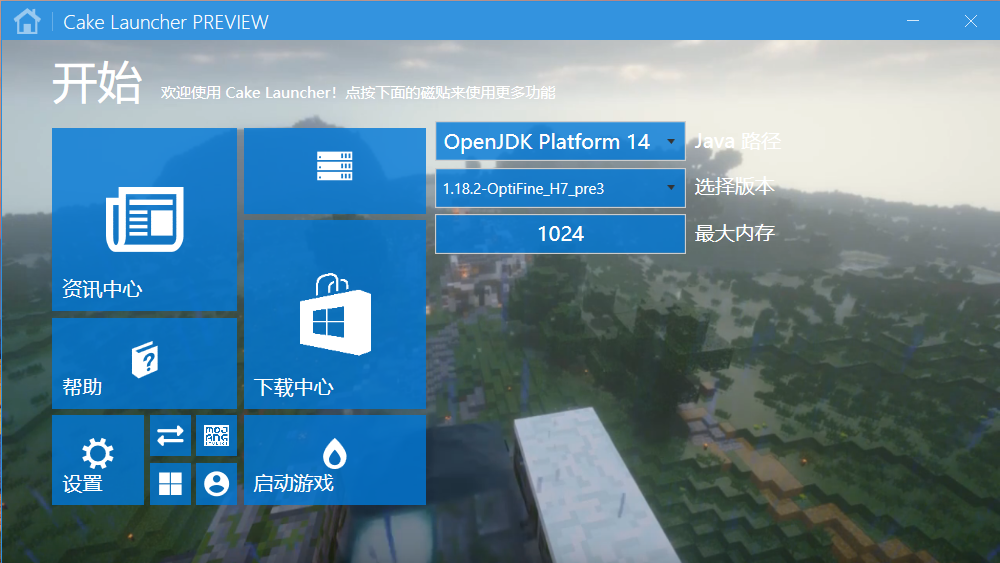 Cake Launcher PREVIEW
开始
欢迎使用 Cake Launcher！点按下面的磁贴来使用更多功能
OpenJDK Platform 14
Java 路径
1.18.2-OptiFine_H7_pre3
选择版本
1024
最大内存
资讯中心
帮助
下载中心
设置
MOJANG
启动游戏